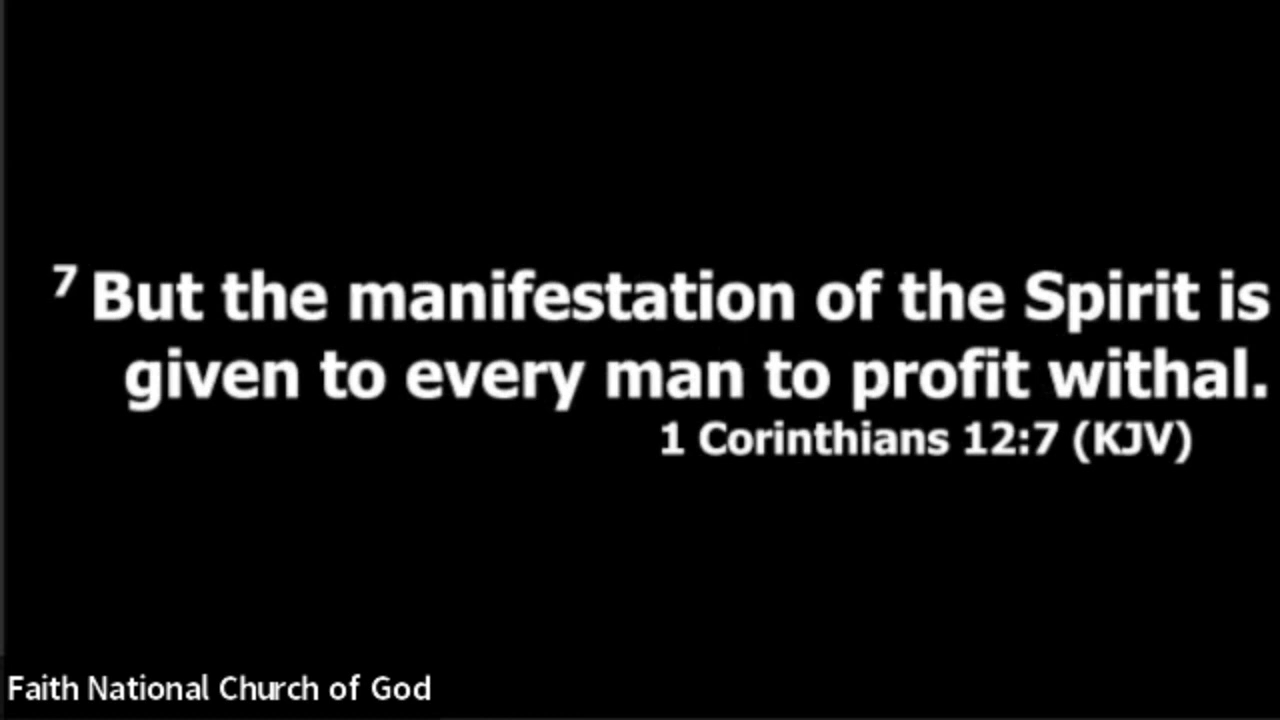 7 But the manifestation of the Spirit is
given to every man to profit withal.
1 Corinthians 12:7 (KJV)
Faith National Church of God